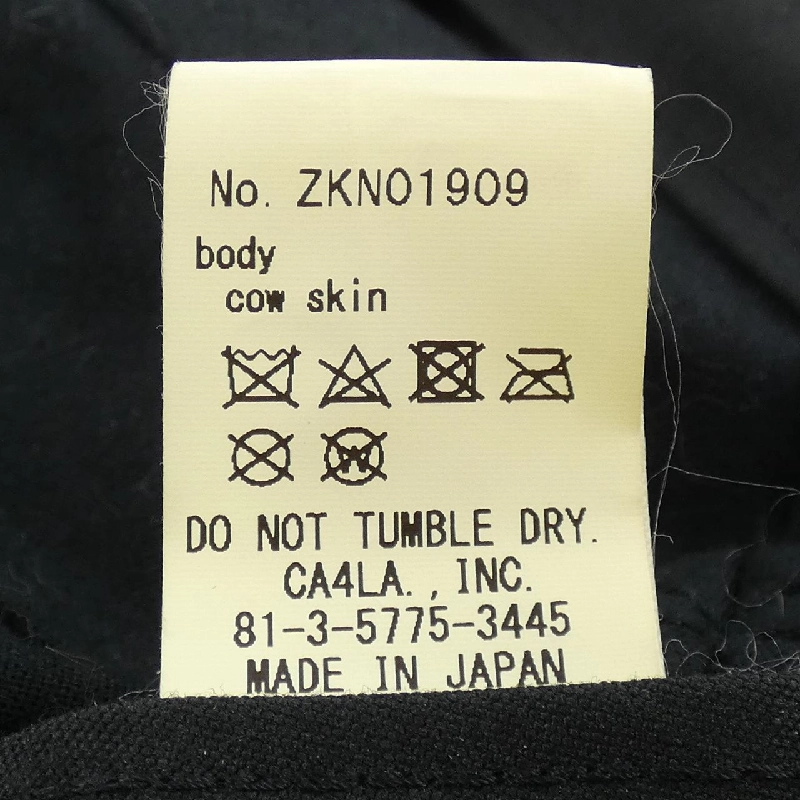 No. ZKN01909
body
cow skin
DO NOT TUMBLE DRY.
CA4LA., INC.
81-3-5775-3445
MADE IN JAPAN